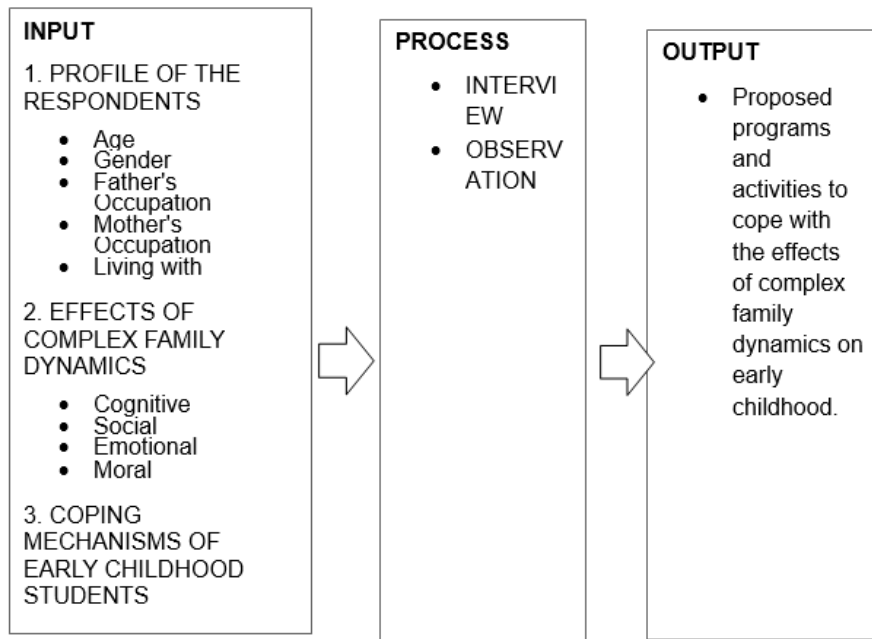 INPUT
1. PROFILE OF THE
RESPONDENTS
• Age
• Gender
• Father's
Occupation
• Mother's
Occupation
• Living with
2. EFFECTS OF
COMPLEX FAMILY
DYNAMICS
• Cognitive
• Social
• Emotional
• Moral
3. COPING
MECHANISMS OF
EARLY CHILDHOOD
STUDENTS
PROCESS
• INTERVI
EW
• OBSERV
ATION
OUTPUT
• Proposed
programs
and
activities to
cope with
the effects
of complex
family
dynamics on
early
childhood.